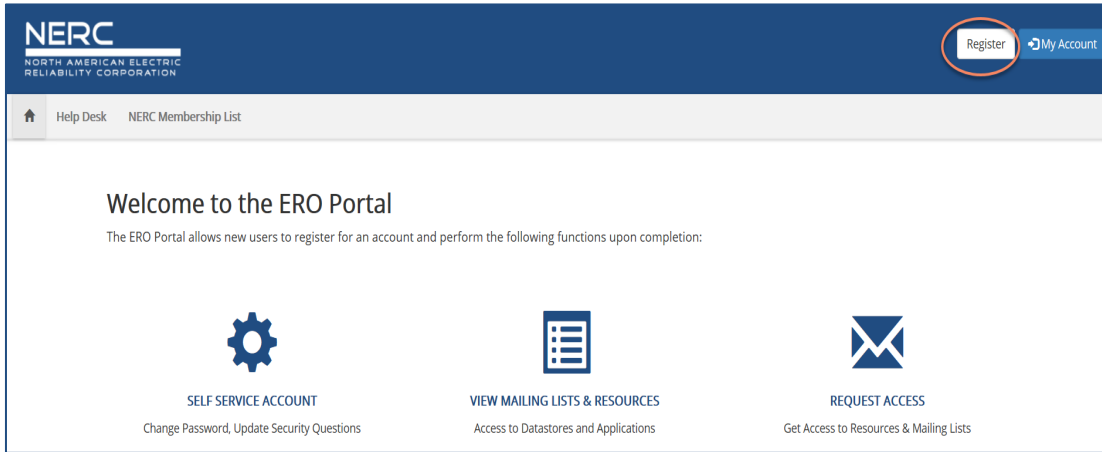 NERC
NORTH AMERICAN ELECTRIC
RELIABILITY CORPORATION
Register
My Account
Help Desk
NERC Membership List
Welcome to the ERO Portal
The ERO Portal allows new users to register for an account and perform the following functions upon completion:
SELF SERVICE ACCOUNT
Change Password, Update Security Questions
VIEW MAILING LISTS & RESOURCES
Access to Datastores and Applications
REQUEST ACCESS
Get Access to Resources & Mailing Lists